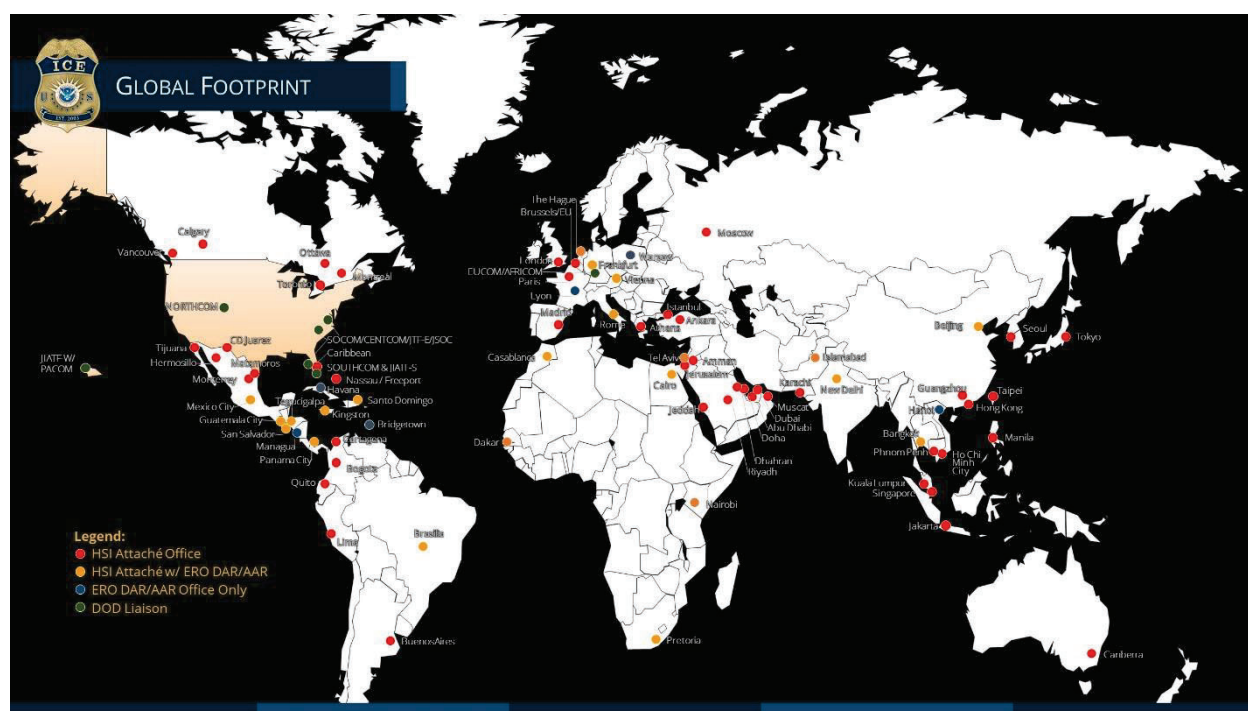 ICE
U S
EST. 2003
GLOBAL FOOTPRINT
The Hague
Brussels/EU
Calgary
Vancouver
Ottawa
Montreal
Toronto
Moscow
London
Frankfurt
Warsaw
EUCOM/AFRICOM
Vienna
Paris
Lyon
NORTHCOM
Madrid
Istanbul
Rome
Ankara
Athens
Beijing
Seoul
Tokyo
SOCOM/CENTCOM/JTF-E/JSOC
Caribbean
Tijuana
CD Juarez
Hermosillo
Matamoros
SOUTHCOM & JIATF-S
Casablanca
Tel Aviv
Amman
Islamabad
JIATF W/
PACOM
Monterrey
Nassau / Freeport
Jerusalem
Havana
Cairo
Karachi
New Delhi
Guangzhou
Taipei
Mexico City
Tegucigalpa
Santo Domingo
Kingston
Jeddah
Muscat
Hanoi
Hong Kong
Guatemala City
Dubai
Bridgetown
Abu Dhabi
San Salvador
Doha
Managua
Cartagena
Dakar
Bangkok
Manila
Panama City
Phnom Penh
Ho Chi
Minh
City
Dhahran
Riyadh
Bogota
Quito
Kuala Lumpur
Singapore
Nairobi
Jakarta
Lima
Brasilia
Legend:
HSI Attaché Office
HSI Attaché w/ ERO DAR/AAR
ERO DAR/AAR Office Only
DOD Liaison
Buenos Aires
Pretoria
Canberra